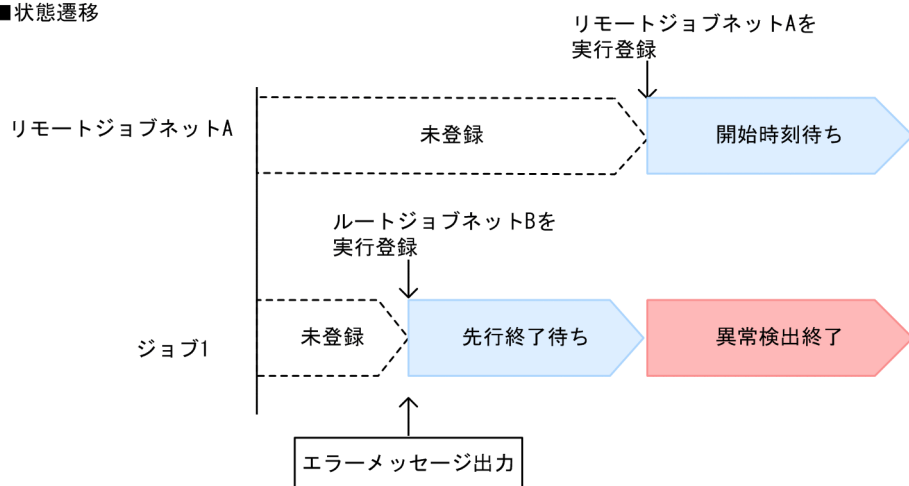 ■状態遷移
リモートジョブネットAを
実行登録
リモートジョブネットA
未登録
開始時刻待ち
ルートジョブネットBを
実行登録
ジョブ1
未登録
先行終了待ち
異常検出終了
エラーメッセージ出力